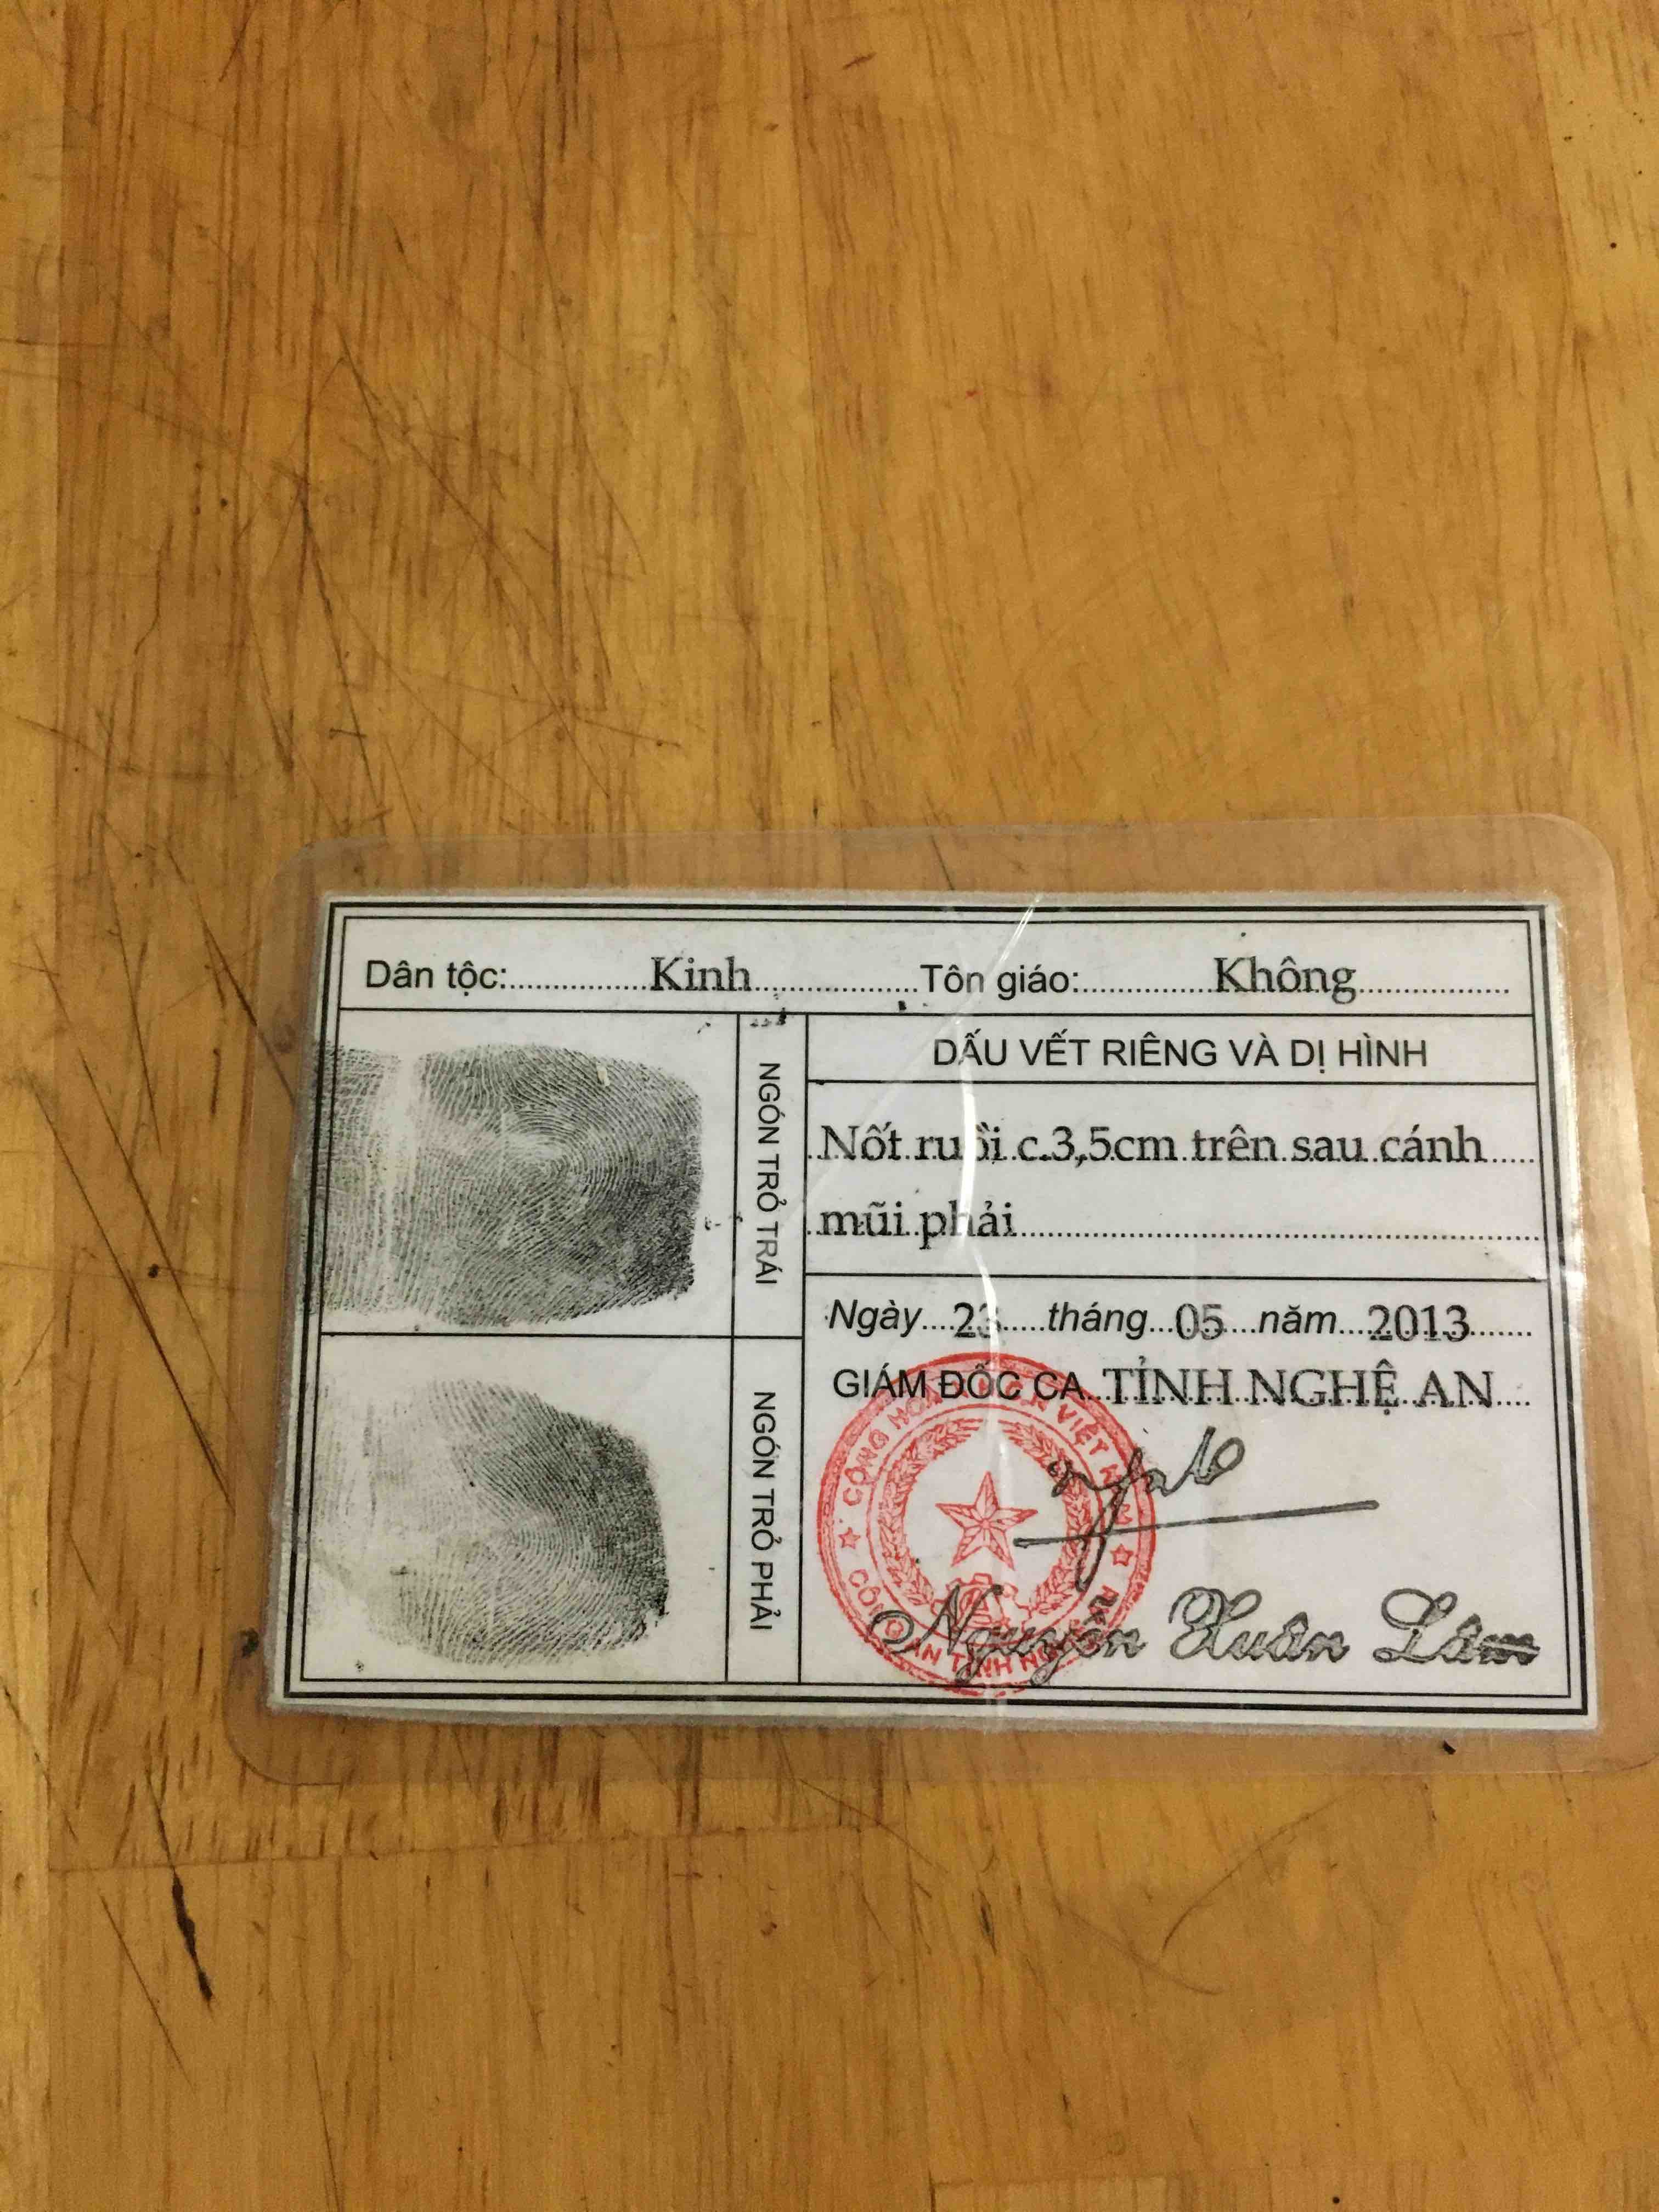 Dân tộc: Kinh Tôn giáo: Không
NGÓN TRỎ TRÁI
DẤU VẾT RIÊNG VÀ DỊ HÌNH
Nốt ruồi c.3,5cm trên sau cánh
mũi phải
Ngày 23 tháng 05 năm 2013
GIÁM ĐỐC CA TỈNH NGHỆ AN
NGÓN TRỎ PHẢI
Nguyễn Xuân Lâm